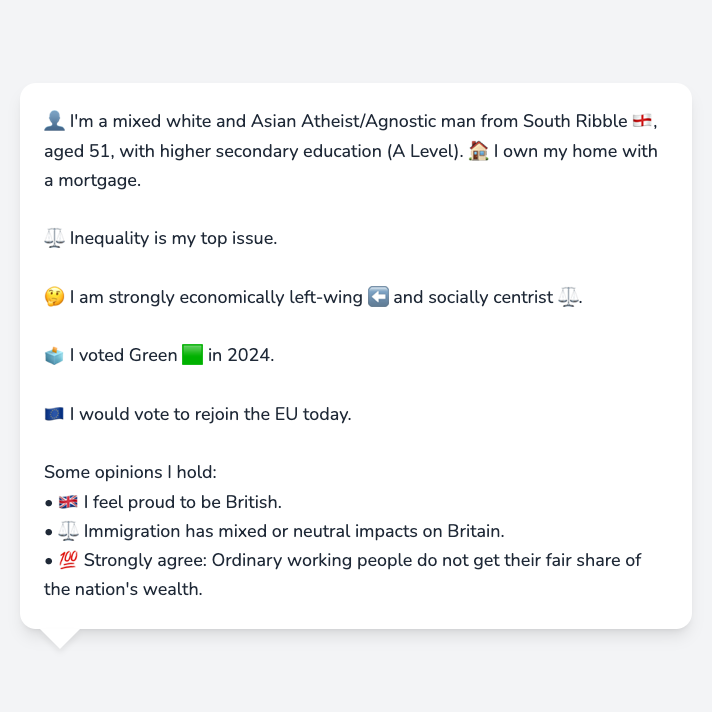 👤 I'm a mixed white and Asian Atheist/Agnostic man from South Ribble 🏴󠁧󠁢󠁥󠁮󠁧󠁿,
aged 51, with higher secondary education (A Level). 🏠 I own my home with
a mortgage.
⚖️ Inequality is my top issue.
🤔 I am strongly economically left-wing ⬅️ and socially centrist ⚖️.
🗳️ I voted Green 🟩 in 2024.
🇪🇺 I would vote to rejoin the EU today.
Some opinions I hold:
• 🇬🇧 I feel proud to be British.
• ⚖️ Immigration has mixed or neutral impacts on Britain.
• 💯 Strongly agree: Ordinary working people do not get their fair share of
the nation's wealth.